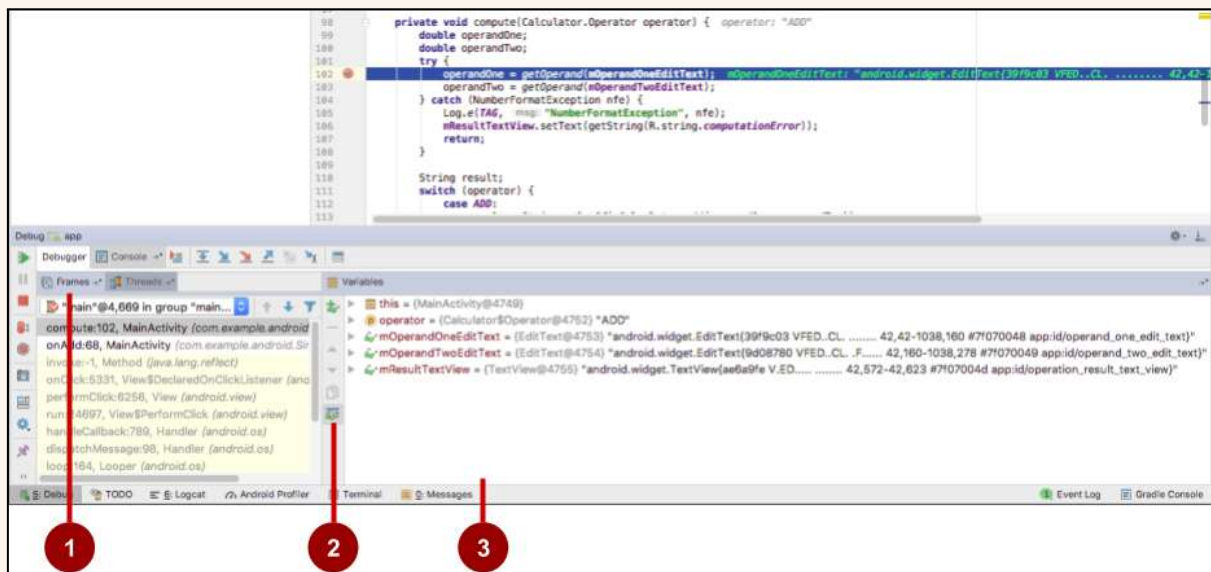 98 private void compute(Calculator.Operator operator) { operator: "ADD"
99 double operandOne;
100 double operandTwo;
101 try {
102 operandOne = getOperand(mOperandOneEditText); mOperandOneEditText: "android.widget.EditText{39f9c03 VFED..CL. ........ 42,42-1
103 operandTwo = getOperand(mOperandTwoEditText);
104 } catch (NumberFormatException nfe) {
105 Log.e(TAG, msg: "NumberFormatException", nfe);
106 mResultTextView.setText(getString(R.string.computationError));
107 return;
108 }
109
110 String result;
111 switch (operator) {
112 case ADD:
113
Debug app
Debugger Console
Frames Threads Variables
"main"@4,669 in group "main...
this = {MainActivity@4749}
compute:102, MainActivity (com.example.android
operator = {Calculator$Operator@4752} "ADD"
onAdd:68, MainActivity (com.example.android.Sim
mOperandOneEditText = {EditText@4753} "android.widget.EditText{39f9c03 VFED..CL. ........ 42,42-1038,160 #7f070048 app:id/operand_one_edit_text}"
invoke:-1, Method (java.lang.reflect)
mOperandTwoEditText = {EditText@4754} "android.widget.EditText{9d08780 VFED..CL. .F...... 42,160-1038,278 #7f070049 app:id/operand_two_edit_text}"
onClick:5331, View$DeclaredOnClickListener (and
mResultTextView = {TextView@4755} "android.widget.TextView{ae6a9fe V.ED..... ........ 42,572-42,623 #7f07004d app:id/operation_result_text_view}"
performClick:6256, View (android.view)
run:24697, View$PerformClick (android.view)
handleCallback:789, Handler (android.os)
dispatchMessage:98, Handler (android.os)
loop:164, Looper (android.os)
5: Debug TODO 6: Logcat Android Profiler Terminal 0: Messages Event Log Gradle Console
1 2 3